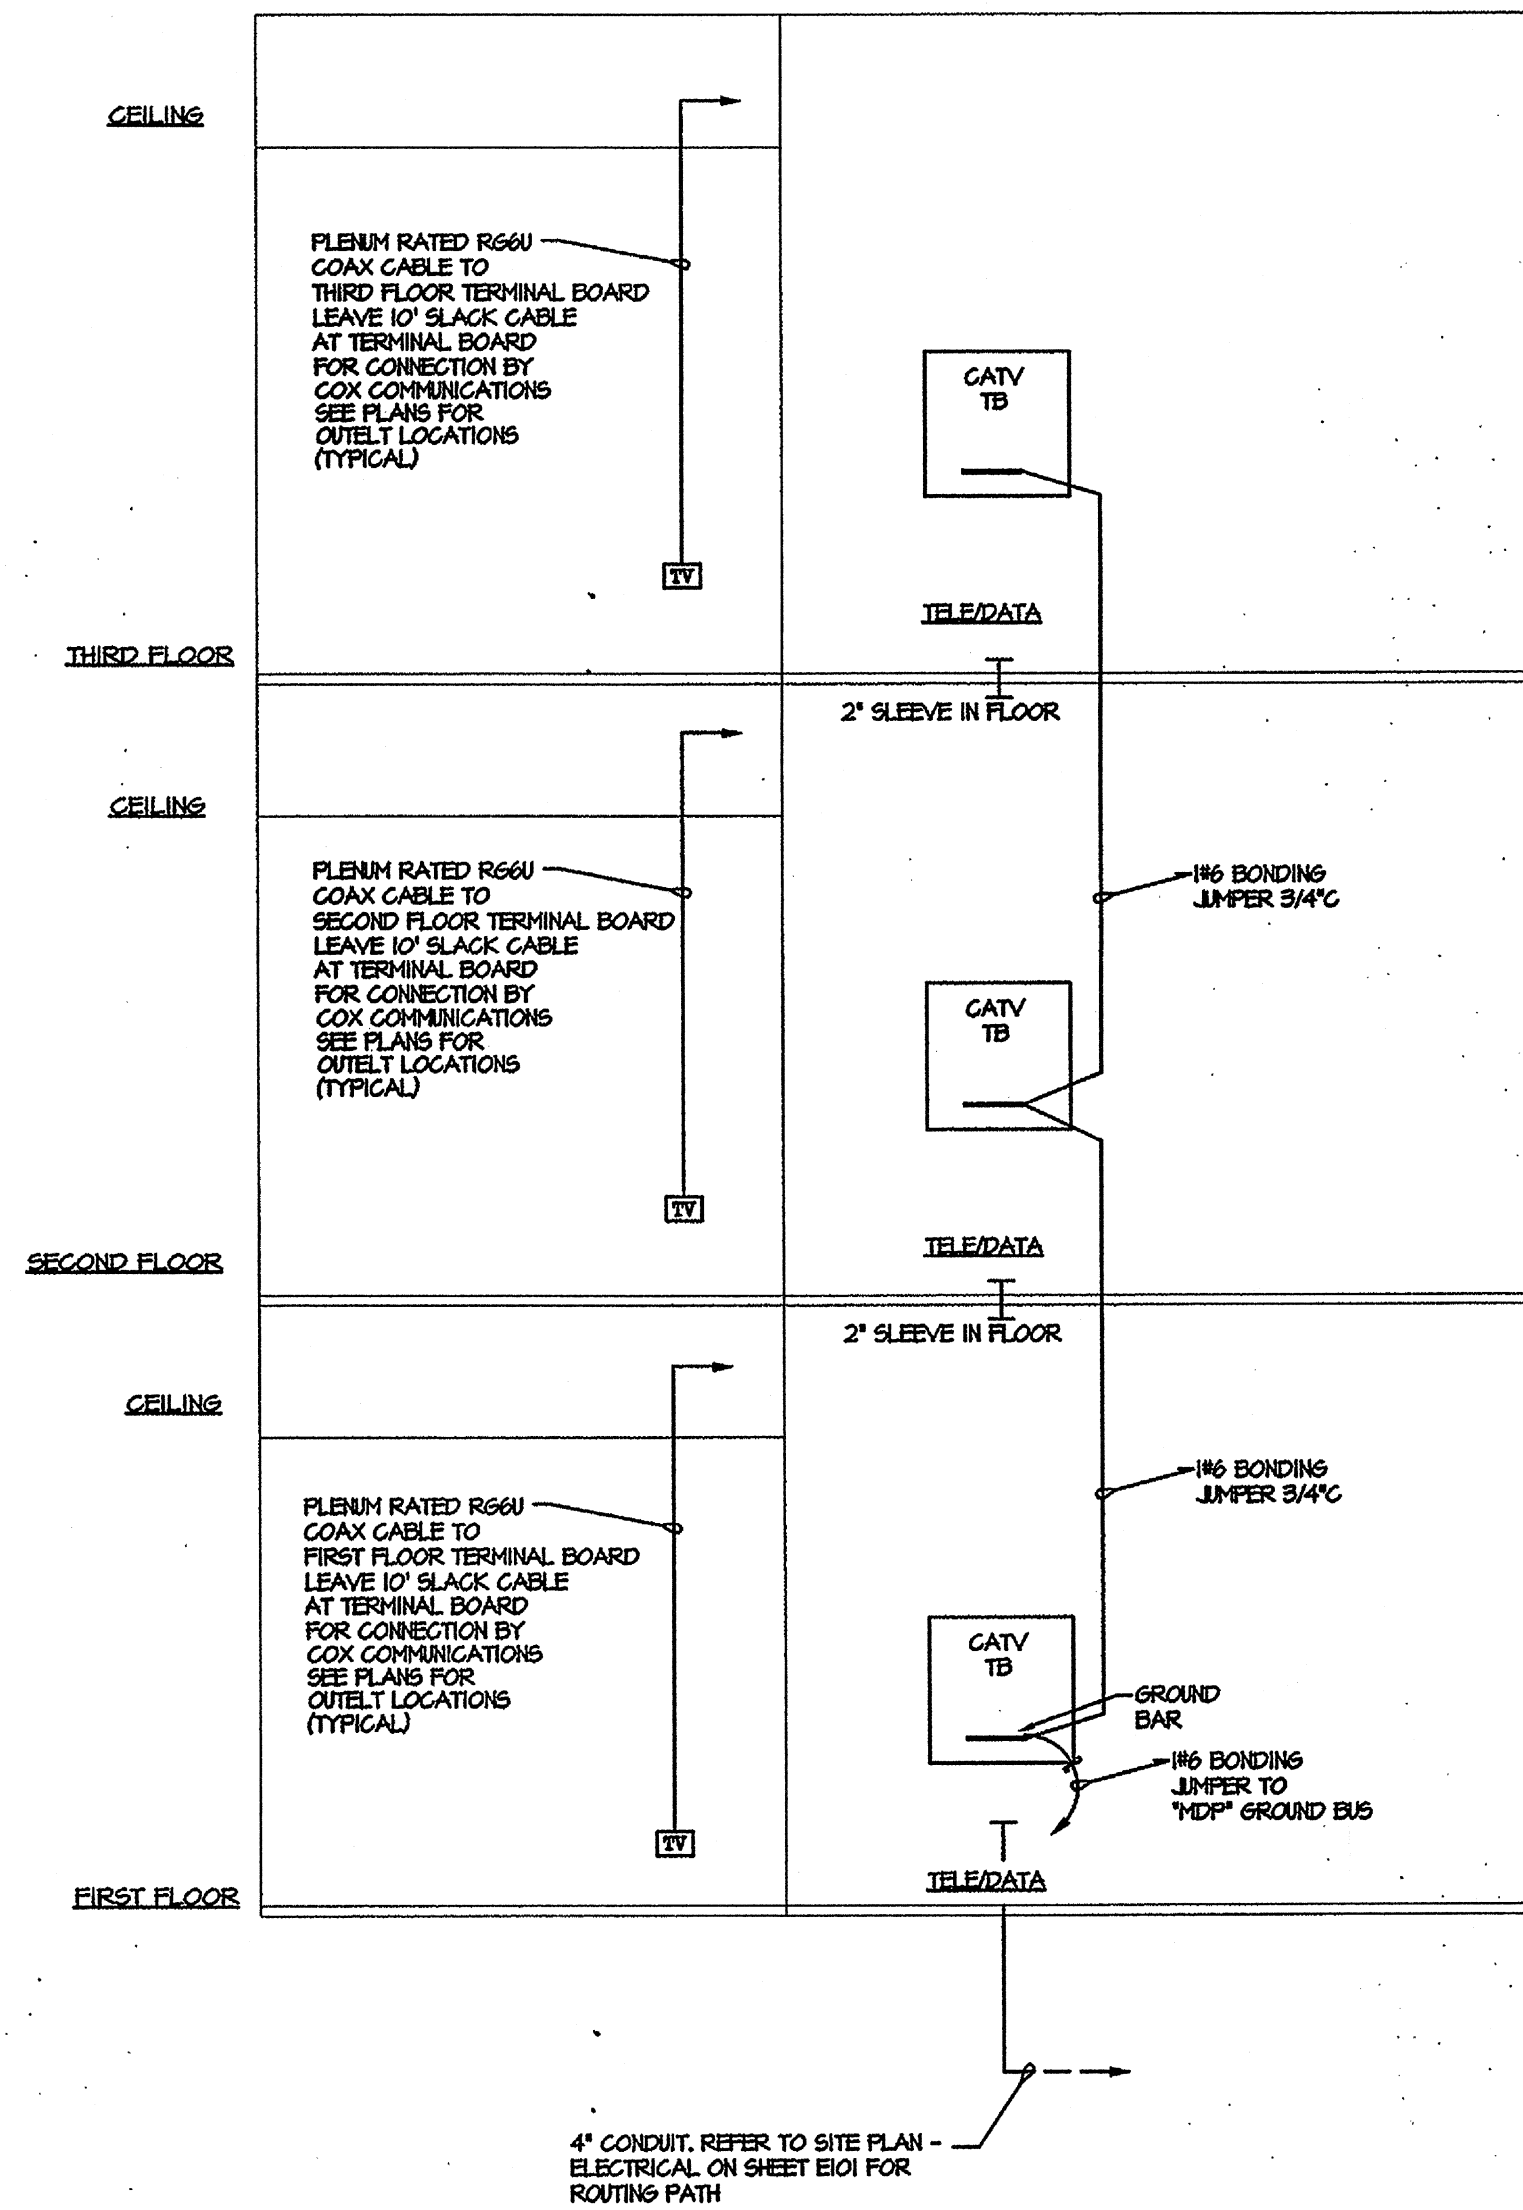 CEILING
PLENUM RATED RG6U
COAX CABLE TO
THIRD FLOOR TERMINAL BOARD
LEAVE 10' SLACK CABLE
AT TERMINAL BOARD
FOR CONNECTION BY
COX COMMUNICATIONS
SEE PLANS FOR
OUTELT LOCATIONS
(TYPICAL)
CATV
TB
TV
TELE/DATA
THIRD FLOOR
2" SLEEVE IN FLOOR
CEILING
PLENUM RATED RG6U
COAX CABLE TO
SECOND FLOOR TERMINAL BOARD
LEAVE 10' SLACK CABLE
AT TERMINAL BOARD
FOR CONNECTION BY
COX COMMUNICATIONS
SEE PLANS FOR
OUTELT LOCATIONS
(TYPICAL)
1#6 BONDING
JUMPER 3/4"C
CATV
TB
TV
TELE/DATA
SECOND FLOOR
2" SLEEVE IN FLOOR
CEILING
PLENUM RATED RG6U
COAX CABLE TO
FIRST FLOOR TERMINAL BOARD
LEAVE 10' SLACK CABLE
AT TERMINAL BOARD
FOR CONNECTION BY
COX COMMUNICATIONS
SEE PLANS FOR
OUTELT LOCATIONS
(TYPICAL)
1#6 BONDING
JUMPER 3/4"C
CATV
TB
GROUND
BAR
1#6 BONDING
JUMPER TO
"MDP" GROUND BUS
TV
TELE/DATA
FIRST FLOOR
4" CONDUIT. REFER TO SITE PLAN -
ELECTRICAL ON SHEET E101 FOR
ROUTING PATH